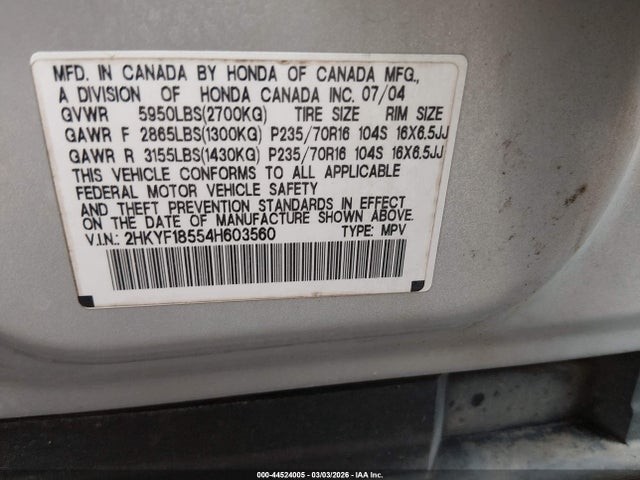 MFD. IN CANADA BY HONDA OF CANADA MFG.,
A DIVISION OF HONDA CANADA INC. 07/04
GVWR 5950LBS(2700KG) TIRE SIZE RIM SIZE
GAWR F 2865LBS(1300KG) P235/70R16 104S 16X6.5JJ
GAWR R 3155LBS(1430KG) P235/70R16 104S 16X6.5JJ
THIS VEHICLE CONFORMS TO ALL APPLICABLE
FEDERAL MOTOR VEHICLE SAFETY
AND THEFT PREVENTION STANDARDS IN EFFECT
ON THE DATE OF MANUFACTURE SHOWN ABOVE.
V.I.N.: 2HKYF18554H603560 TYPE: MPV
000-44524005 | 03/03/2026 | IAA Inc.